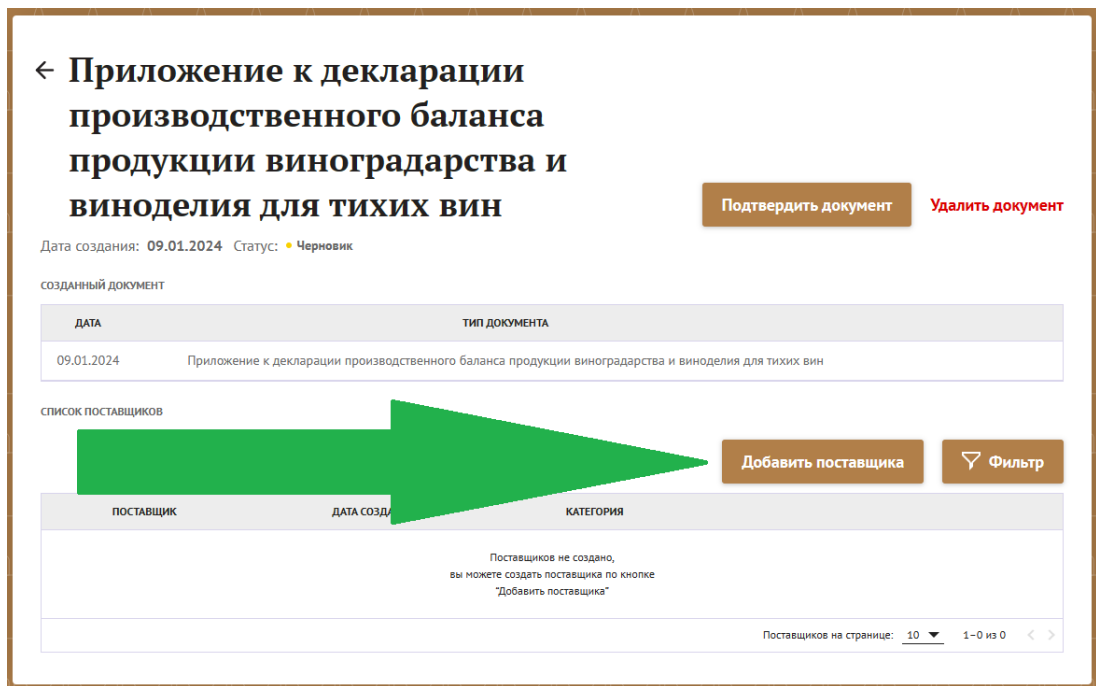 Приложение к декларации
производственного баланса
продукции виноградарства и
виноделия для тихих вин
Подтвердить документ Удалить документ
Дата создания: 09.01.2024 Статус: Черновик
СОЗДАННЫЙ ДОКУМЕНТ
ДАТА ТИП ДОКУМЕНТА
09.01.2024 Приложение к декларации производственного баланса продукции виноградарства и виноделия для тихих вин
СПИСОК ПОСТАВЩИКОВ
Добавить поставщика Фильтр
ПОСТАВЩИК ДАТА КАТЕГОРИЯ
Поставщиков не создано,
вы можете создать поставщика по кнопке
"Добавить поставщика"
Поставщиков на странице: 10 1–0 из 0